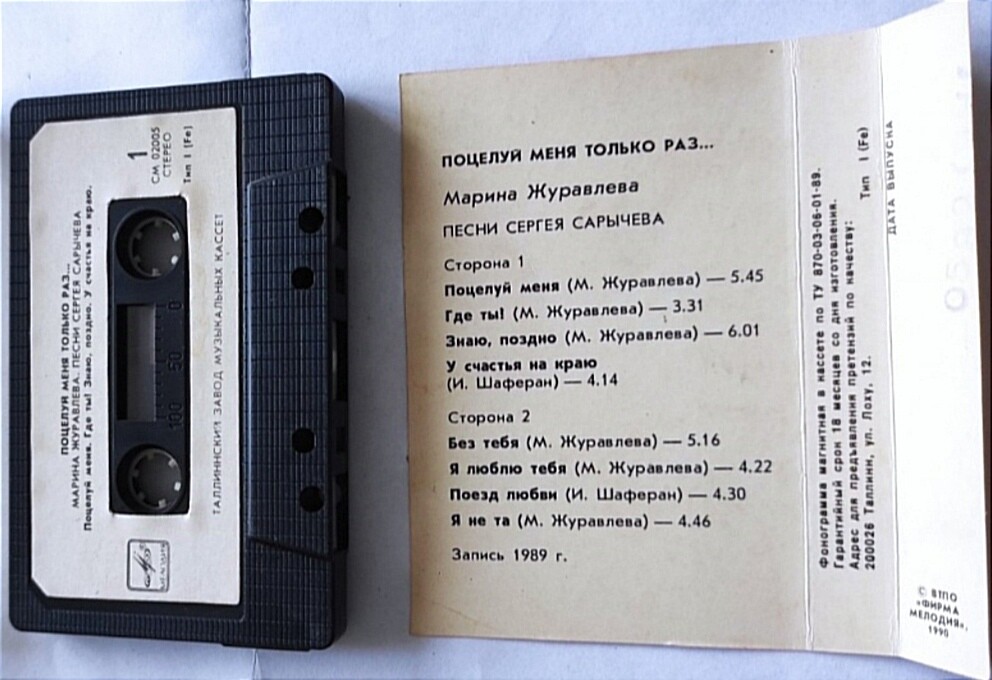 ПОЦЕЛУЙ МЕНЯ ТОЛЬКО РАЗ...
МАРИНА ЖУРАВЛЕВА. ПЕСНИ СЕРГЕЯ САРЫЧЕВА
Поцелуй меня. Где ты! Знаю, поздно. У счастья на краю.
1
СМ 02005
СТЕРЕО
Тип I (Fe)
100 50 0
ТАЛЛИННСКИЙ ЗАВОД МУЗЫКАЛЬНЫХ КАССЕТ
МЕЛОДИЯ
ПОЦЕЛУЙ МЕНЯ ТОЛЬКО РАЗ...
Марина Журавлева
ПЕСНИ СЕРГЕЯ САРЫЧЕВА
Сторона 1
Поцелуй меня (М. Журавлева) — 5.45
Где ты! (М. Журавлева) — 3.31
Знаю, поздно (М. Журавлева) — 6.01
У счастья на краю
(И. Шаферан) — 4.14
Сторона 2
Без тебя (М. Журавлева) — 5.16
Я люблю тебя (М. Журавлева) — 4.22
Поезд любви (И. Шаферан) — 4.30
Я не та (М. Журавлева) — 4.46
Запись 1989 г.
Фонограмма магнитная в кассете по ТУ 870-03-06-01-89.
Гарантийный срок 18 месяцев со дня изготовления.
Адрес для предъявления претензий по качеству:
200026 Таллинн, ул. Лоху, 12. Тип I (Fe)
ДАТА ВЫПУСКА
© ВТПО
«ФИРМА
МЕЛОДИЯ».
1990